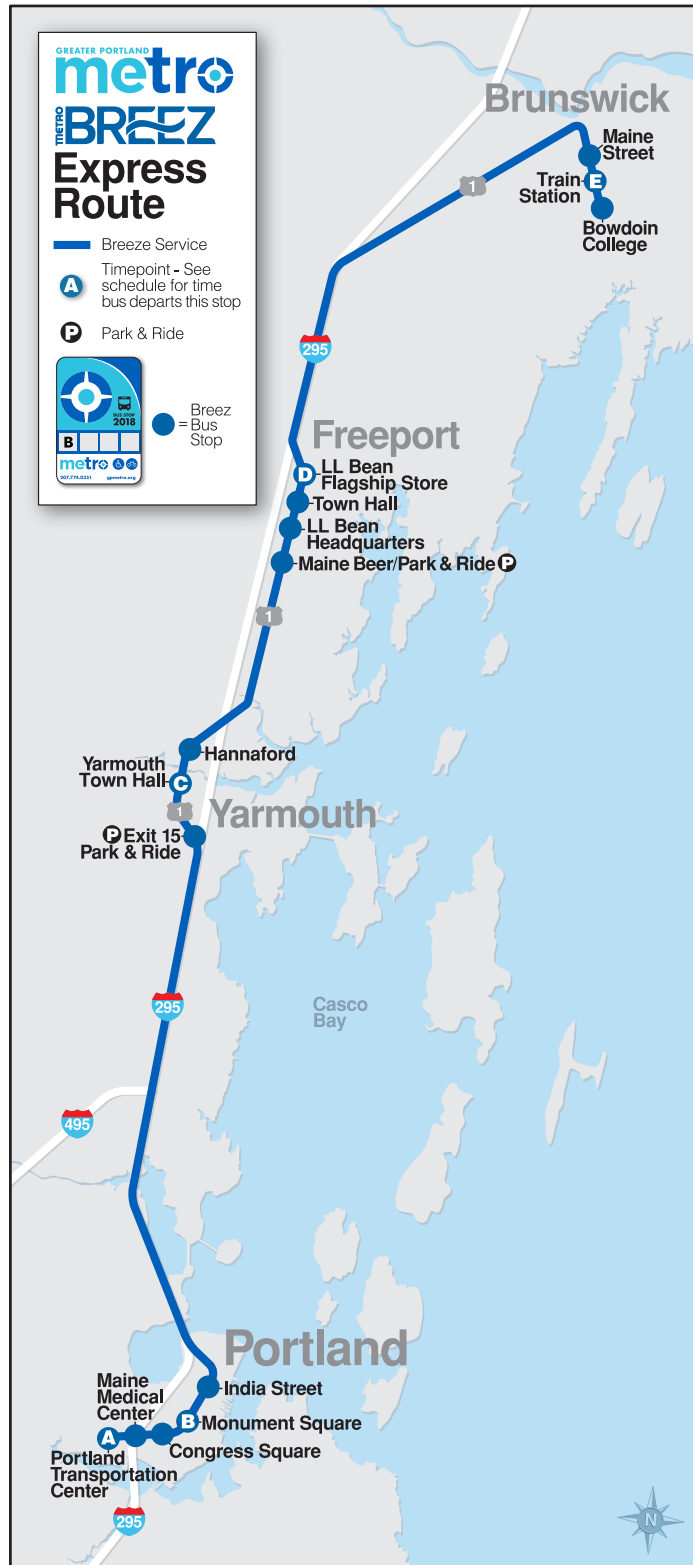 GREATER PORTLAND
metro
METRO BREEZ
Express
Route
Breeze Service
A
Timepoint - See
schedule for time
bus departs this stop
P
Park & Ride
BUS STOP
2018
B
metro
207.774.0351 gpmetro.org
= Breez
Bus
Stop
Brunswick
Maine
Street
1
Train
Station
E
Bowdoin
College
295
Freeport
D
LL Bean
Flagship Store
Town Hall
LL Bean
Headquarters
Maine Beer/Park & Ride P
1
Hannaford
Yarmouth
Town Hall
C
1
Yarmouth
P Exit 15
Park & Ride
295
Casco
Bay
495
Portland
Maine
Medical
Center
India Street
B
Monument Square
A
Congress Square
Portland
Transportation
Center
295
N